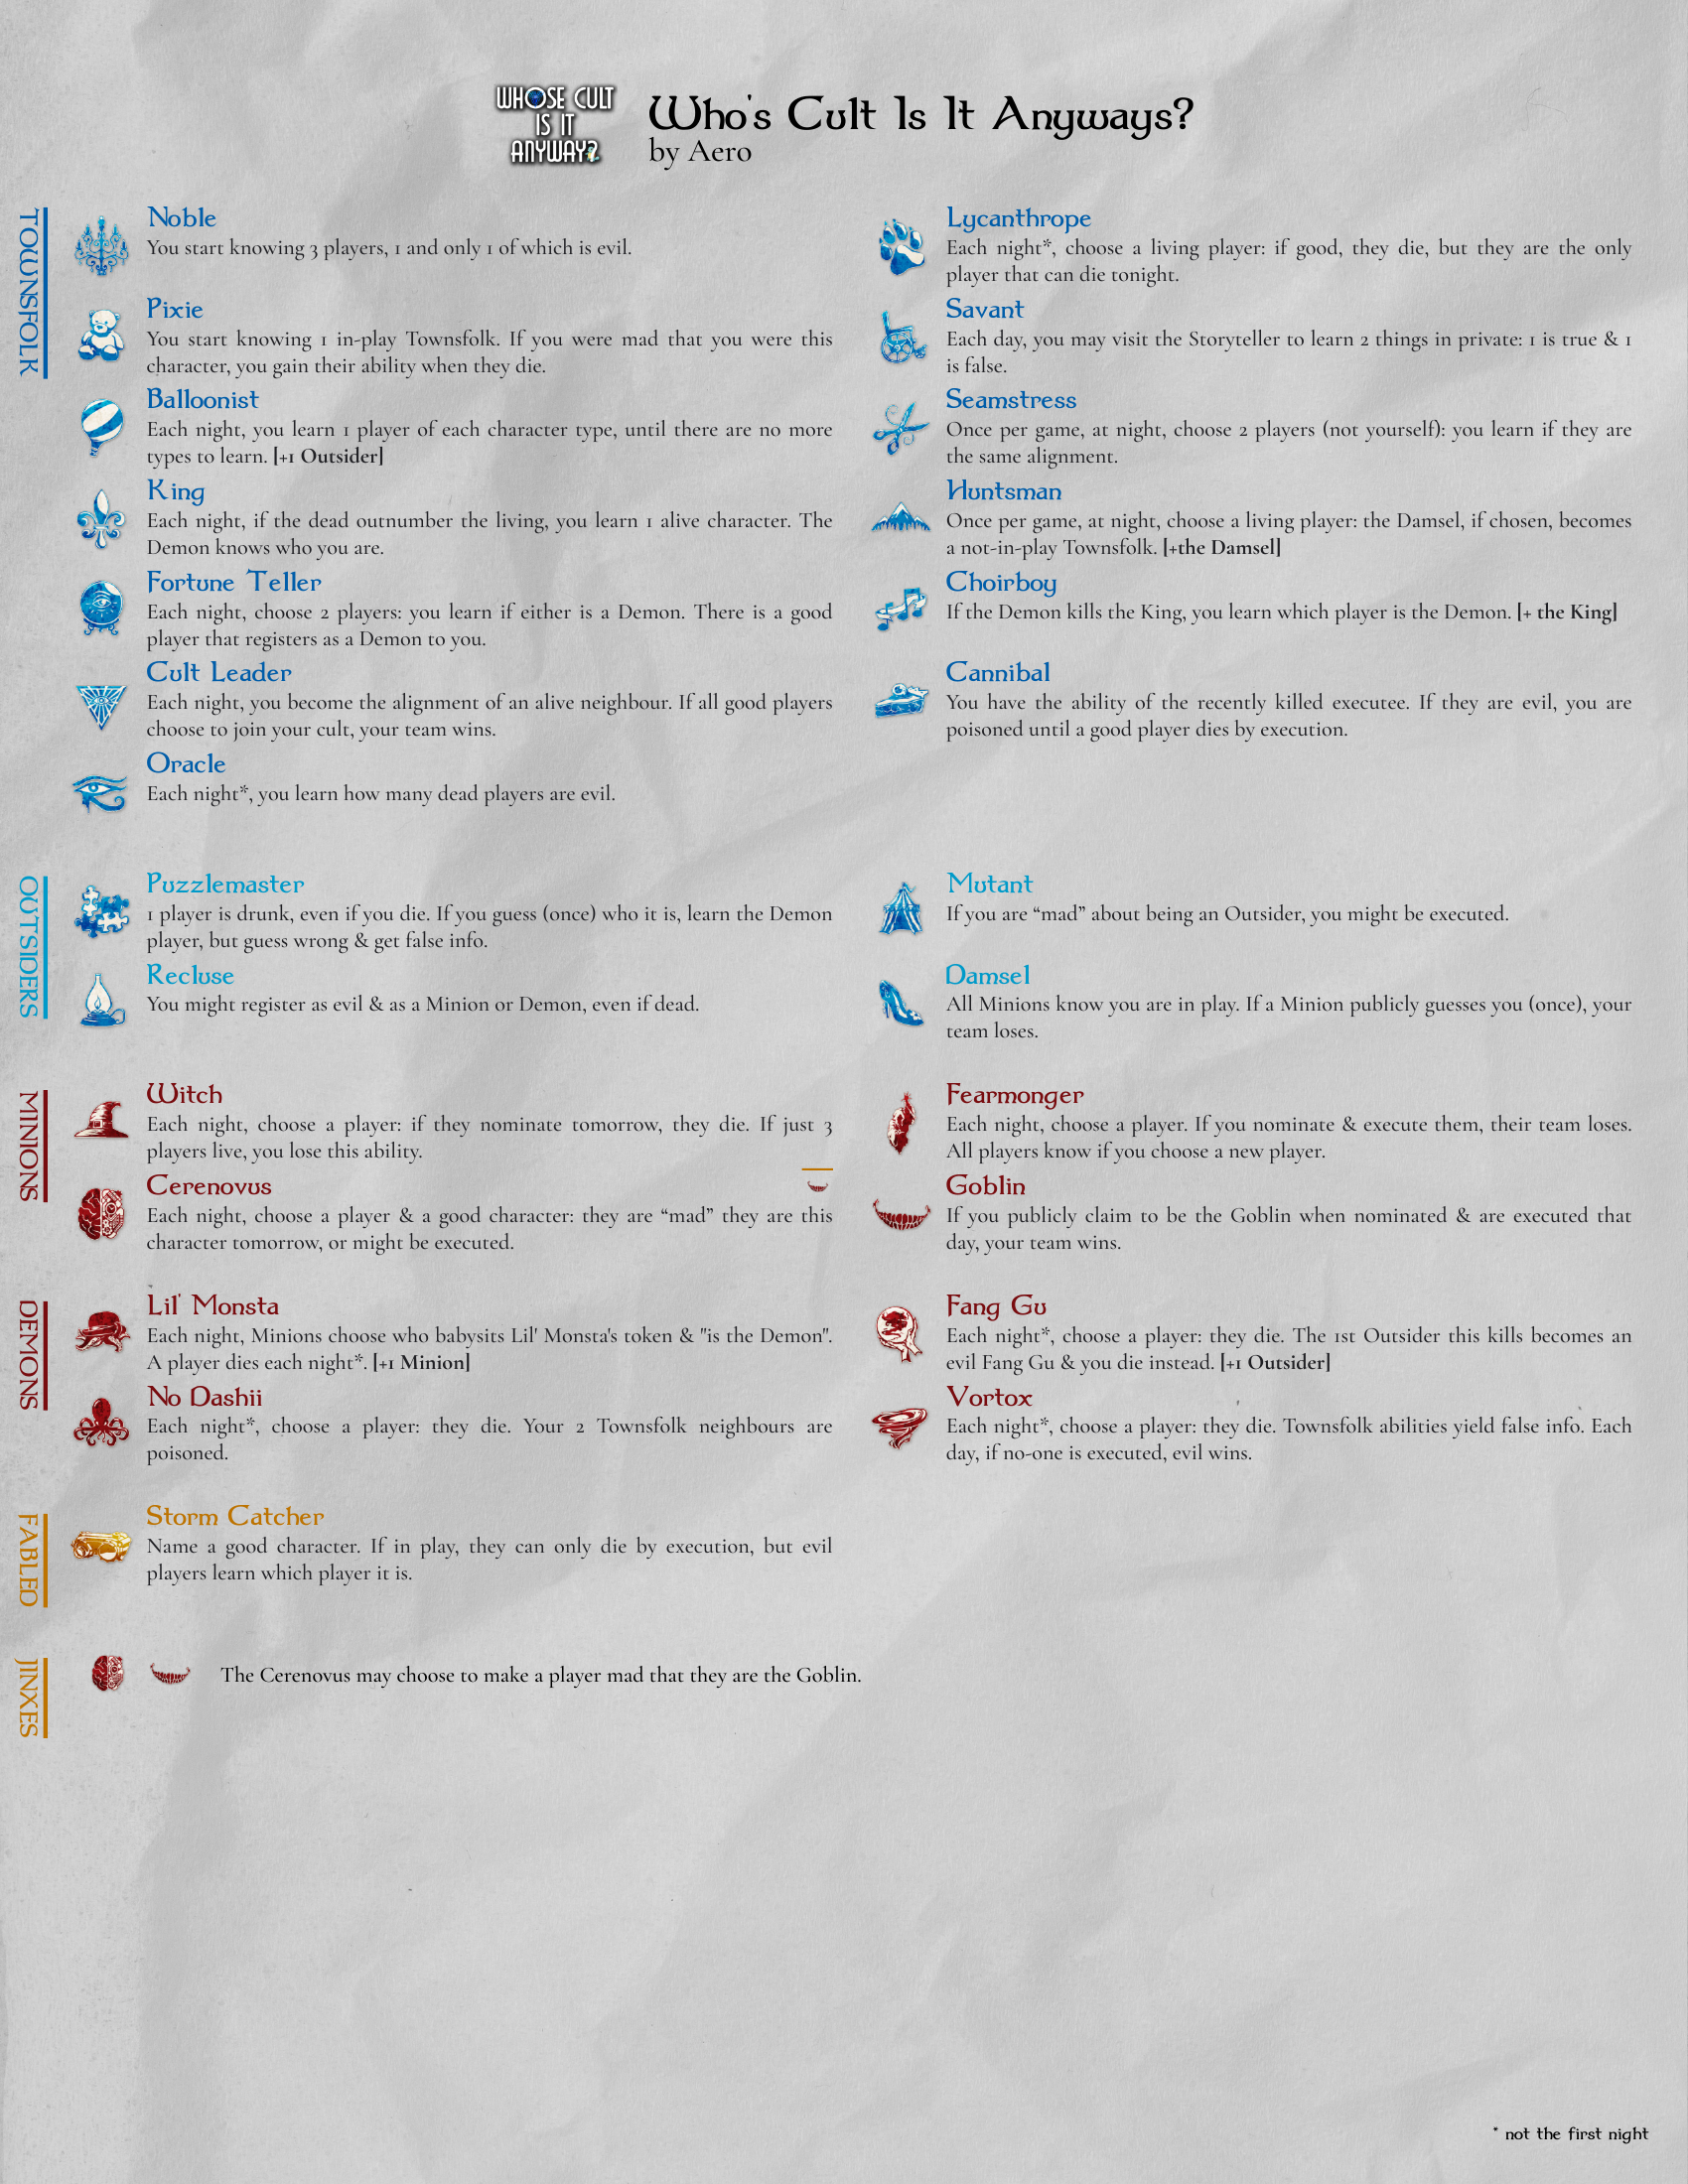 WHOSE CULT
IS IT
ANYWAY?
Who's Cult Is It Anyways?
by Aero
TOWNSFOLK
Noble
You start knowing 3 players, 1 and only 1 of which is evil.
Pixie
You start knowing 1 in-play Townsfolk. If you were mad that you were this
character, you gain their ability when they die.
Balloonist
Each night, you learn 1 player of each character type, until there are no more
types to learn. [+1 Outsider]
King
Each night, if the dead outnumber the living, you learn 1 alive character. The
Demon knows who you are.
Fortune Teller
Each night, choose 2 players: you learn if either is a Demon. There is a good
player that registers as a Demon to you.
Cult Leader
Each night, you become the alignment of an alive neighbour. If all good players
choose to join your cult, your team wins.
Oracle
Each night*, you learn how many dead players are evil.
Lycanthrope
Each night*, choose a living player: if good, they die, but they are the only
player that can die tonight.
Savant
Each day, you may visit the Storyteller to learn 2 things in private: 1 is true & 1
is false.
Seamstress
Once per game, at night, choose 2 players (not yourself): you learn if they are
the same alignment.
Huntsman
Once per game, at night, choose a living player: the Damsel, if chosen, becomes
a not-in-play Townsfolk. [+the Damsel]
Choirboy
If the Demon kills the King, you learn which player is the Demon. [+ the King]
Cannibal
You have the ability of the recently killed executee. If they are evil, you are
poisoned until a good player dies by execution.
OUTSIDERS
Puzzlemaster
1 player is drunk, even if you die. If you guess (once) who it is, learn the Demon
player, but guess wrong & get false info.
Recluse
You might register as evil & as a Minion or Demon, even if dead.
Mutant
If you are “mad” about being an Outsider, you might be executed.
Damsel
All Minions know you are in play. If a Minion publicly guesses you (once), your
team loses.
MINIONS
Witch
Each night, choose a player: if they nominate tomorrow, they die. If just 3
players live, you lose this ability.
Cerenovus
Each night, choose a player & a good character: they are “mad” they are this
character tomorrow, or might be executed.
Fearmonger
Each night, choose a player. If you nominate & execute them, their team loses.
All players know if you choose a new player.
Goblin
If you publicly claim to be the Goblin when nominated & are executed that
day, your team wins.
DEMONS
Lil' Monsta
Each night, Minions choose who babysits Lil' Monsta's token & "is the Demon".
A player dies each night*. [+1 Minion]
No Dashii
Each night*, choose a player: they die. Your 2 Townsfolk neighbours are
poisoned.
Fang Gu
Each night*, choose a player: they die. The 1st Outsider this kills becomes an
evil Fang Gu & you die instead. [+1 Outsider]
Vortox
Each night*, choose a player: they die. Townsfolk abilities yield false info. Each
day, if no-one is executed, evil wins.
FABLED
Storm Catcher
Name a good character. If in play, they can only die by execution, but evil
players learn which player it is.
JINXES
The Cerenovus may choose to make a player mad that they are the Goblin.
* not the first night